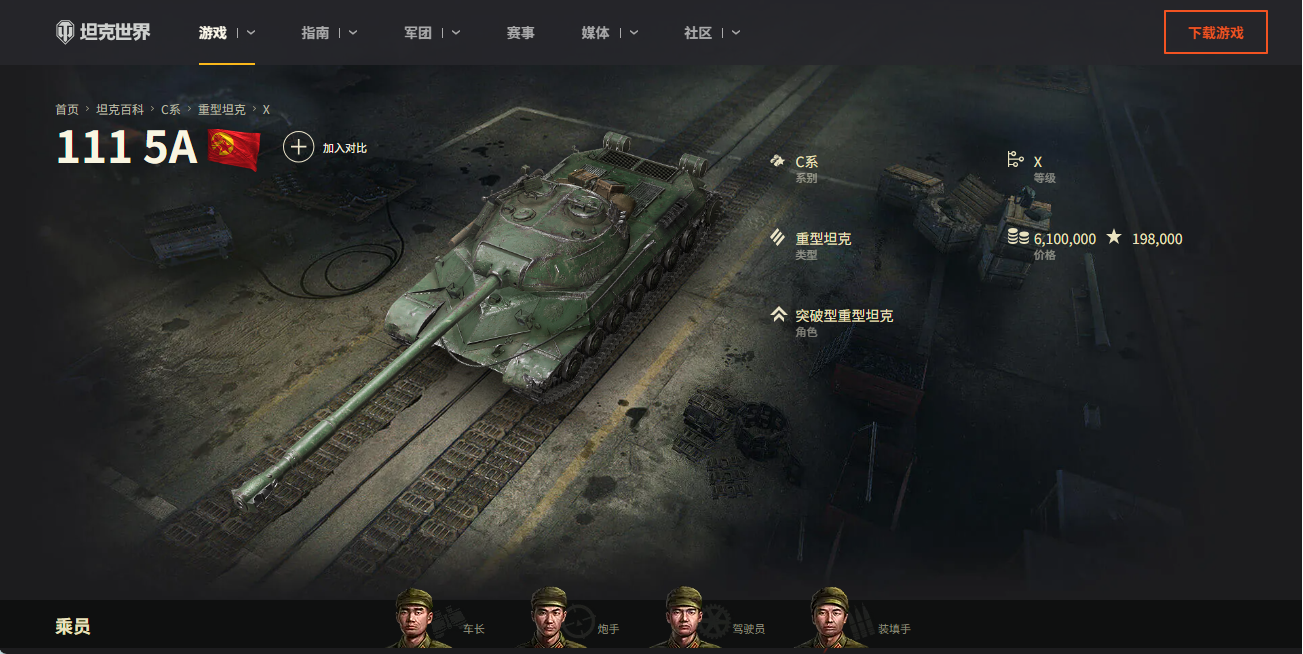 坦克世界 游戏 指南 军团 赛事 媒体 社区 下载游戏
首页 > 坦克百科 > C系 > 重型坦克 > X
111 5A
加入对比
C系
系别
X
等级
重型坦克
类型
6,100,000 198,000
价格
突破型重型坦克
角色
乘员
车长
炮手
驾驶员
装填手